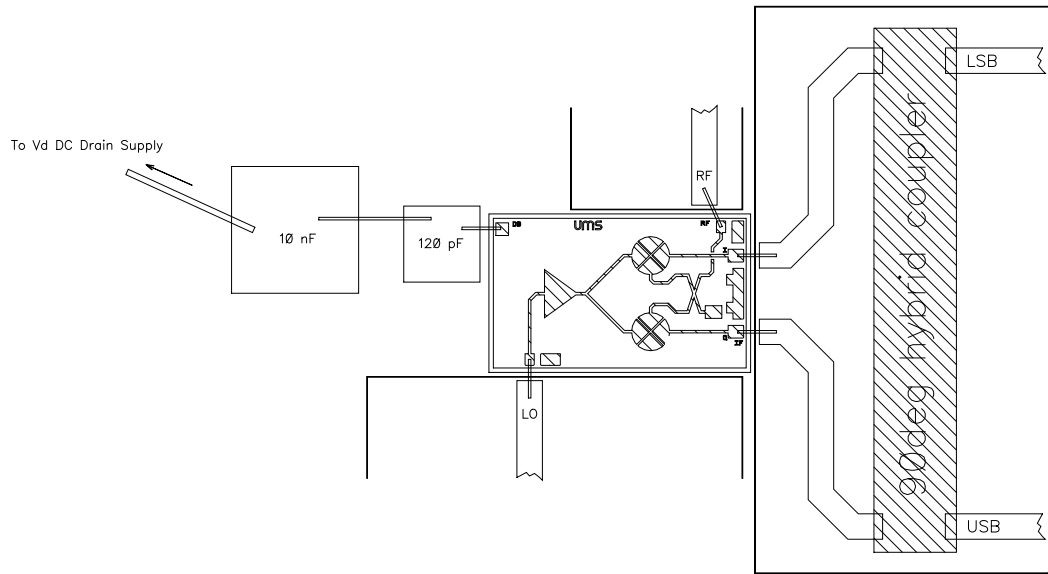 To Vd DC Drain Supply
10 nF
120 pF
DB
UMS
RF
RF
I
Q
IF
LO
LSB
90deg hybrid coupler
USB